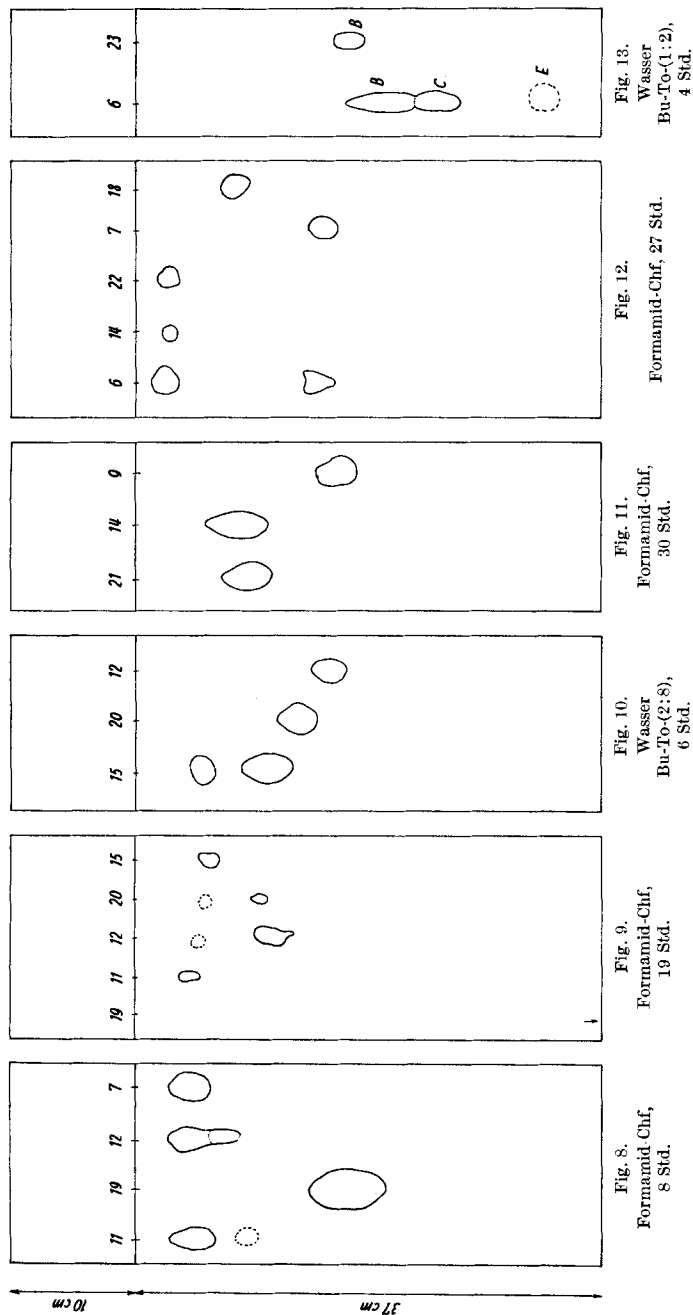 10 cm
37 cm
11 19 12 7
Fig. 8.
Formamid-Chf,
8 Std.
19 11 12 20 15
Fig. 9.
Formamid-Chf,
19 Std.
15 20 12
Fig. 10.
Wasser
Bu-To-(2:8),
6 Std.
21 14 9
Fig. 11.
Formamid-Chf,
30 Std.
6 14 22 7 18
Fig. 12.
Formamid-Chf, 27 Std.
6 23
B
C
E
B
Fig. 13.
Wasser
Bu-To-(1:2),
4 Std.